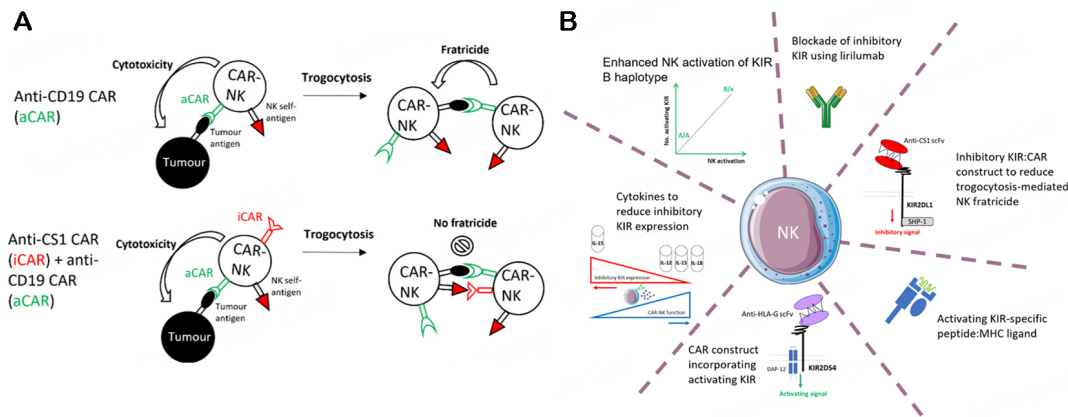 A
Anti-CD19 CAR
(aCAR)
Cytotoxicity
aCAR
CAR-
NK
NK self-
antigen
Tumour
antigen
Tumour
Trogocytosis
Fratricide
CAR-
NK
CAR-
NK
Anti-CS1 CAR
(iCAR) + anti-
CD19 CAR
(aCAR)
Cytotoxicity
iCAR
aCAR
CAR-
NK
NK self-
antigen
Tumour
antigen
Tumour
Trogocytosis
No fratricide
CAR-
NK
CAR-
NK
B
Enhanced NK activation of KIR
B haplotype
No. activating KIR
B/x
A/A
NK activation
Blockade of inhibitory
KIR using lirilumab
Anti-CS1 scFv
KIR2DL1
SHP-1
Inhibitory signal
Inhibitory KIR:CAR
construct to reduce
trogocytosis-mediated
NK fratricide
NK
Cytokines to
reduce inhibitory
KIR expression
IL-15
IL-12
IL-15
IL-18
Inhibitory KIR expression
CAR-NK function
Activating KIR-specific
peptide:MHC ligand
CAR construct
incorporating
activating KIR
Anti-HLA-G scFv
DAP-12
KIR2DS4
Activating signal